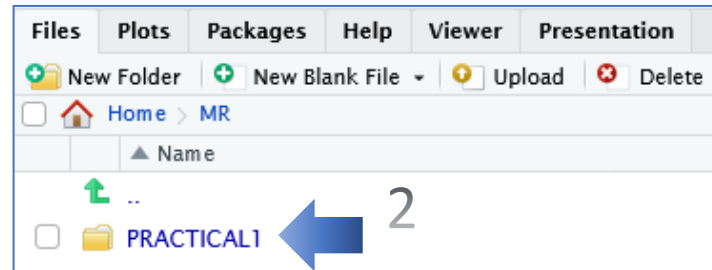 Files Plots Packages Help Viewer Presentation
New Folder New Blank File Upload Delete
Home MR
Name
..
PRACTICAL1 2